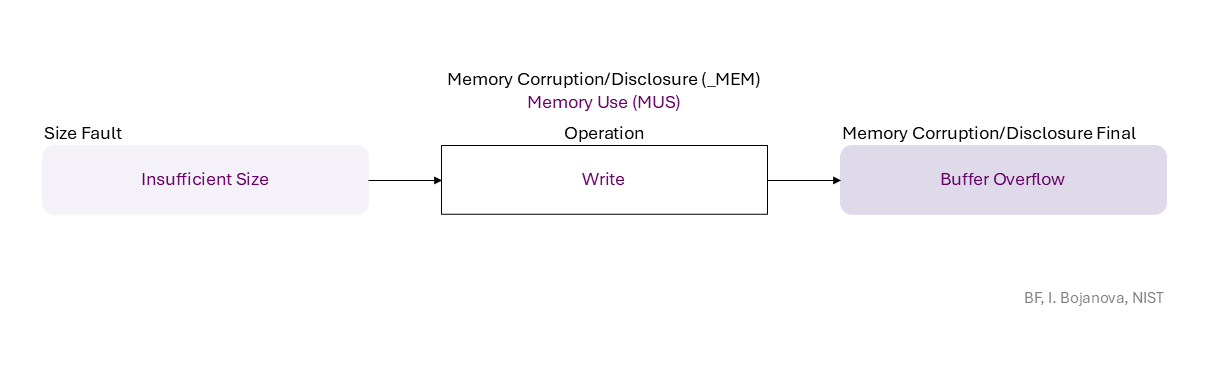 Memory Corruption/Disclosure (_MEM)
Memory Use (MUS)
Size Fault
Operation
Memory Corruption/Disclosure Final
Insufficient Size
Write
Buffer Overflow
BF, I. Bojanova, NIST